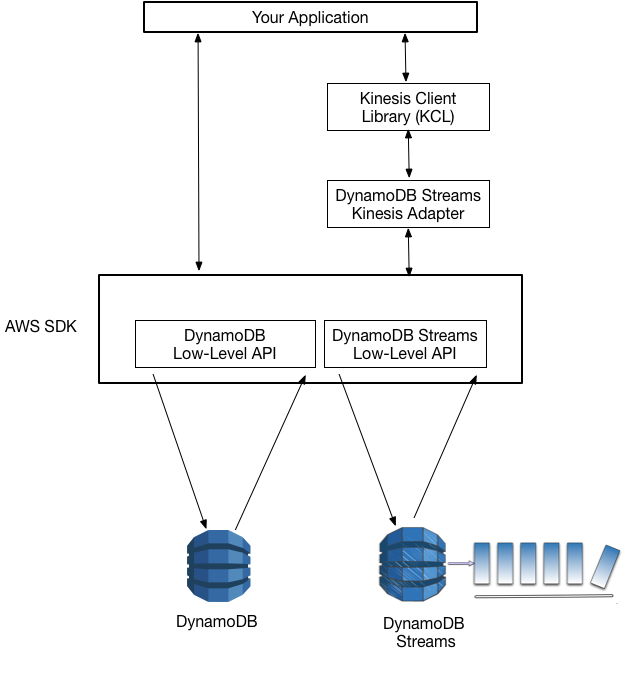 Your Application
Kinesis Client
Library (KCL)
DynamoDB Streams
Kinesis Adapter
AWS SDK
DynamoDB
Low-Level API
DynamoDB Streams
Low-Level API
DynamoDB
DynamoDB
Streams